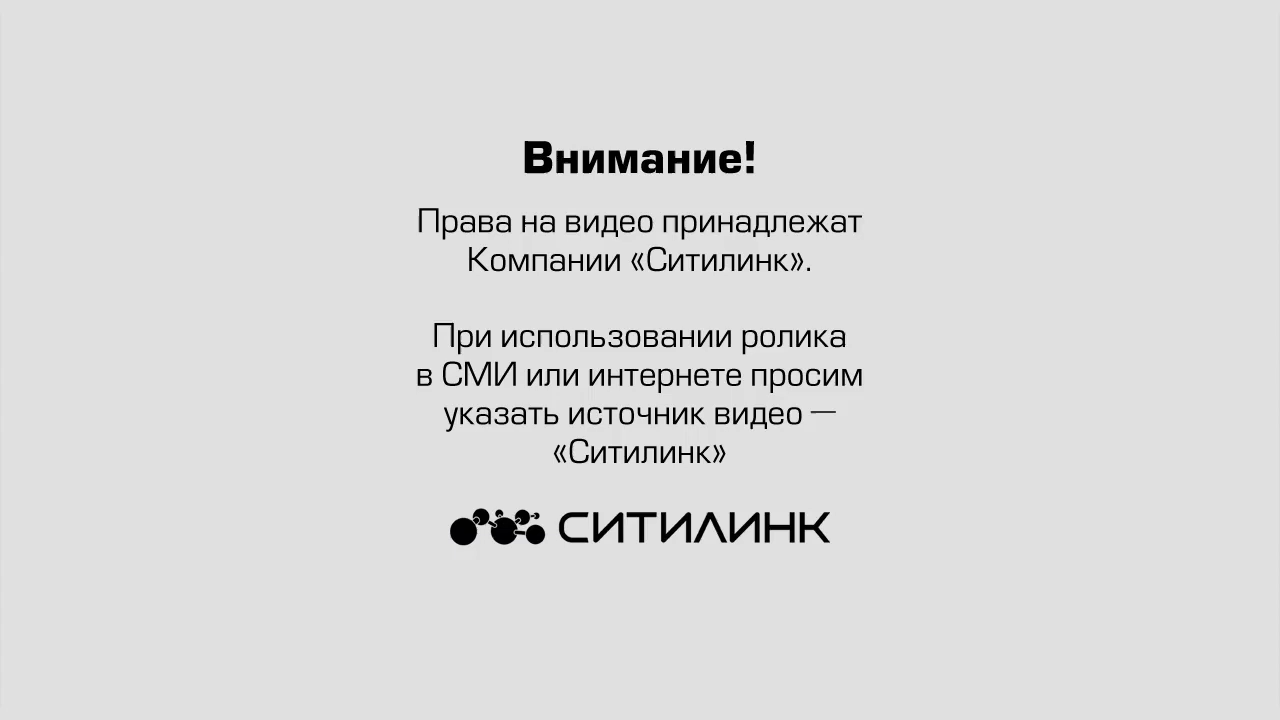 Внимание!
Права на видео принадлежат
Компании «Ситилинк».
При использовании ролика
в СМИ или интернете просим
указать источник видео —
«Ситилинк»
СИТИЛИНК